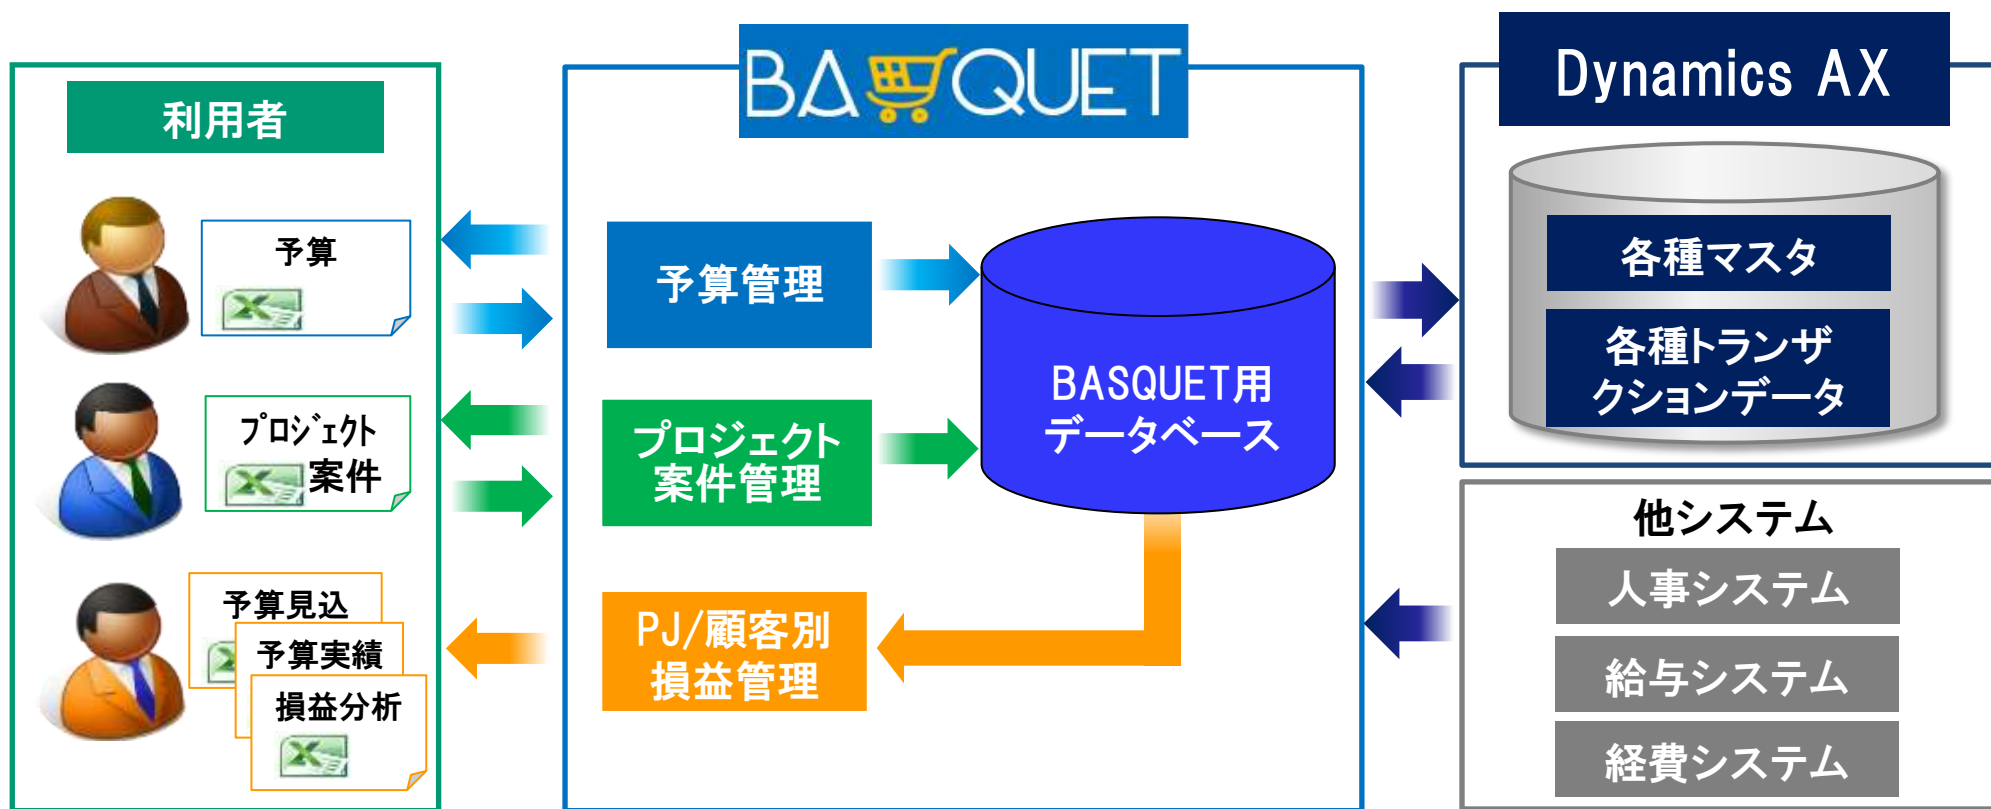 利用者
予算
プロジェクト
案件
予算見込
予算実績
損益分析
BASQUET
予算管理
プロジェクト
案件管理
PJ/顧客別
損益管理
BASQUET用
データベース
Dynamics AX
各種マスタ
各種トランザ
クションデータ
他システム
人事システム
給与システム
経費システム